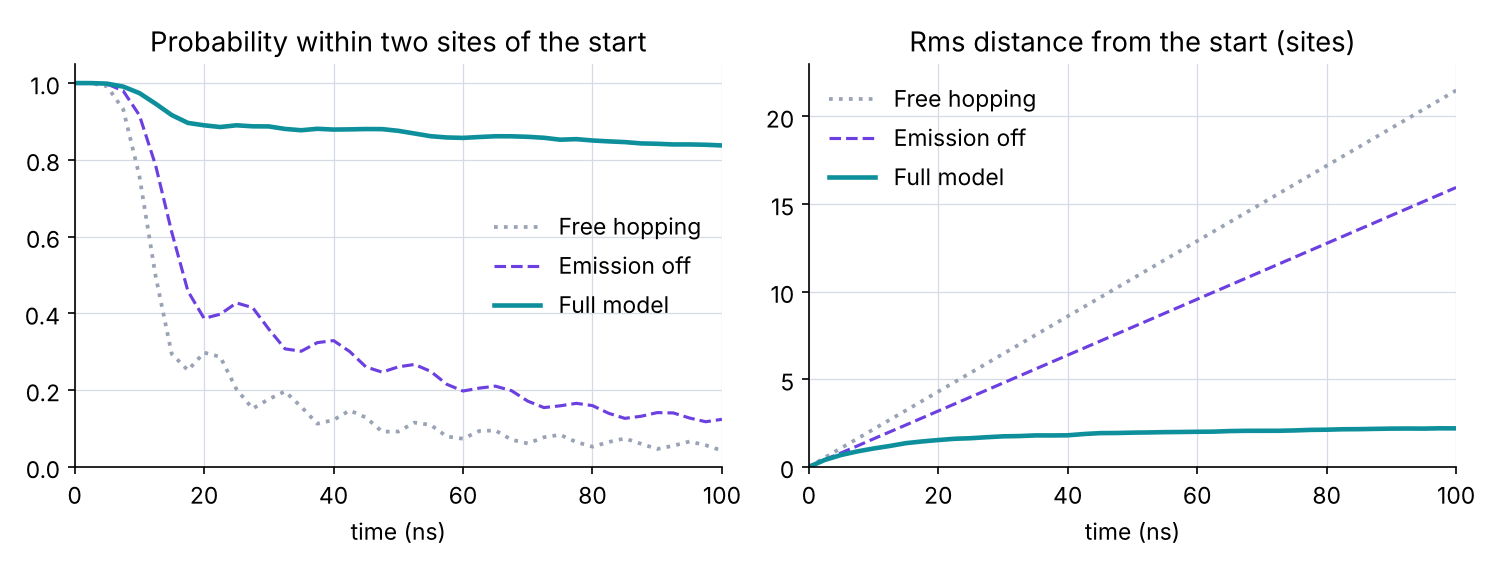 Probability within two sites of the start
1.0
0.8
0.6
0.4
0.2
0.0
Free hopping
Emission off
Full model
0 20 40 60 80 100
time (ns)
Rms distance from the start (sites)
20
15
10
5
0
Free hopping
Emission off
Full model
0 20 40 60 80 100
time (ns)